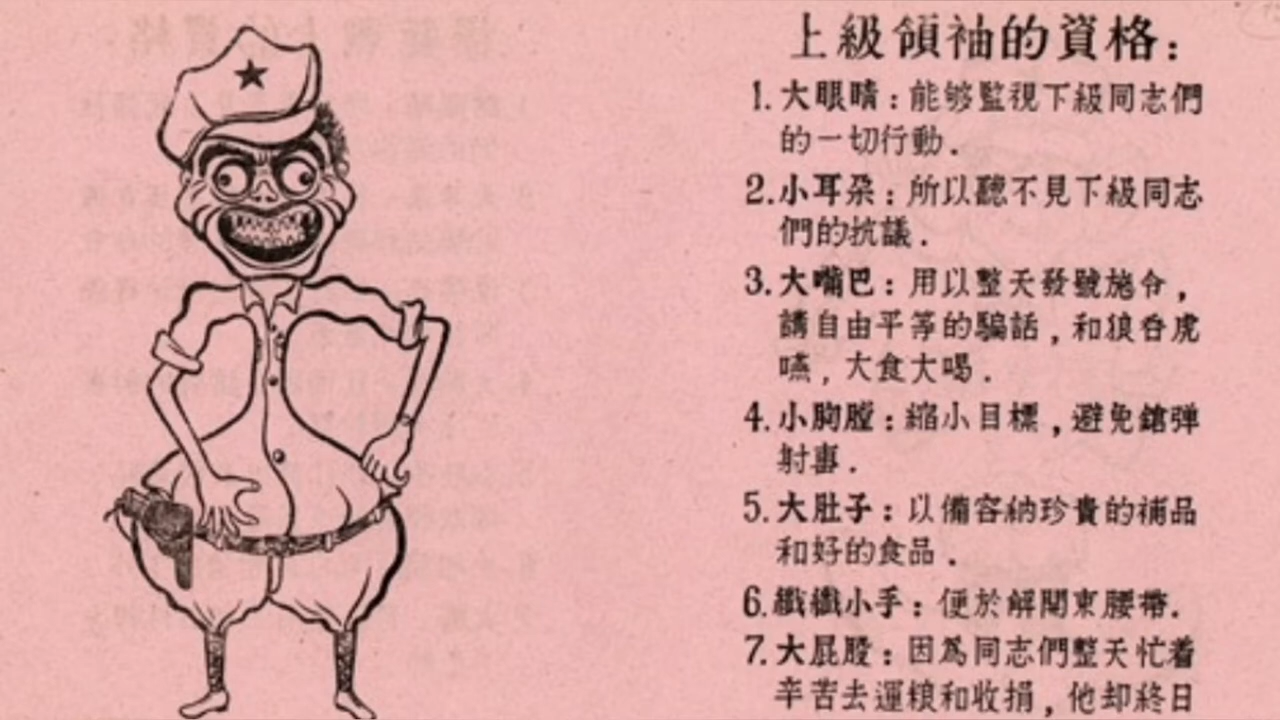 上級領袖的資格:
1. 大眼晴: 能够監視下級同志們
的一切行動.
2. 小耳朶: 所以聽不見下級同志
們的抗議.
3. 大嘴巴: 用以整天發號施令,
講自由平等的騙話, 和狼吞虎
嚥, 大食大喝.
4. 小胸膛: 縮小目標, 避免鎗弹
射擊.
5. 大肚子: 以備容納珍貴的補品
和好的食品.
6. 纖纖小手: 便於解開束腰帶.
7. 大屁股: 因爲同志們整天忙着
辛苦去運粮和收捐, 他却終日